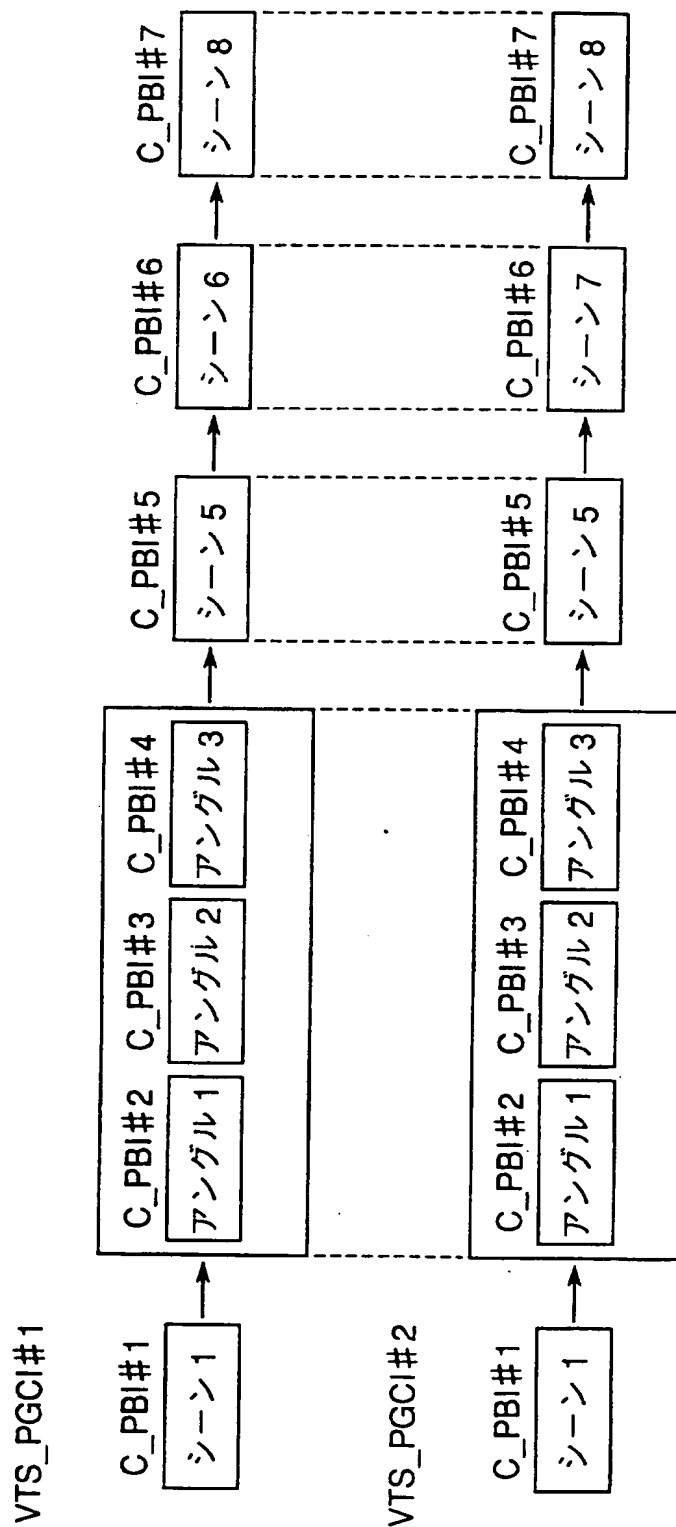 VTS_PGCI#1
C_PBI#1
シーン1
C_PBI#2
アングル1
C_PBI#3
アングル2
C_PBI#4
アングル3
C_PBI#5
シーン5
C_PBI#6
シーン6
C_PBI#7
シーン8
VTS_PGCI#2
C_PBI#1
シーン1
C_PBI#2
アングル1
C_PBI#3
アングル2
C_PBI#4
アングル3
C_PBI#5
シーン5
C_PBI#6
シーン7
C_PBI#7
シーン8